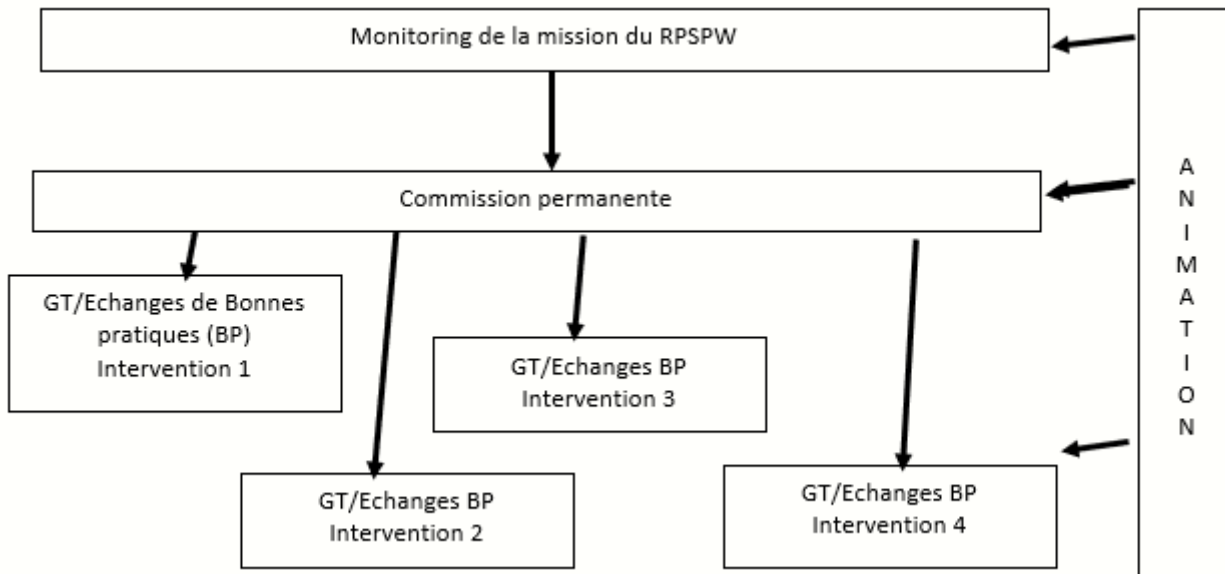 Monitoring de la mission du RPSPW
Commission permanente
GT/Echanges de Bonnes
pratiques (BP)
Intervention 1
GT/Echanges BP
Intervention 2
GT/Echanges BP
Intervention 3
GT/Echanges BP
Intervention 4
A
N
I
M
A
T
I
O
N